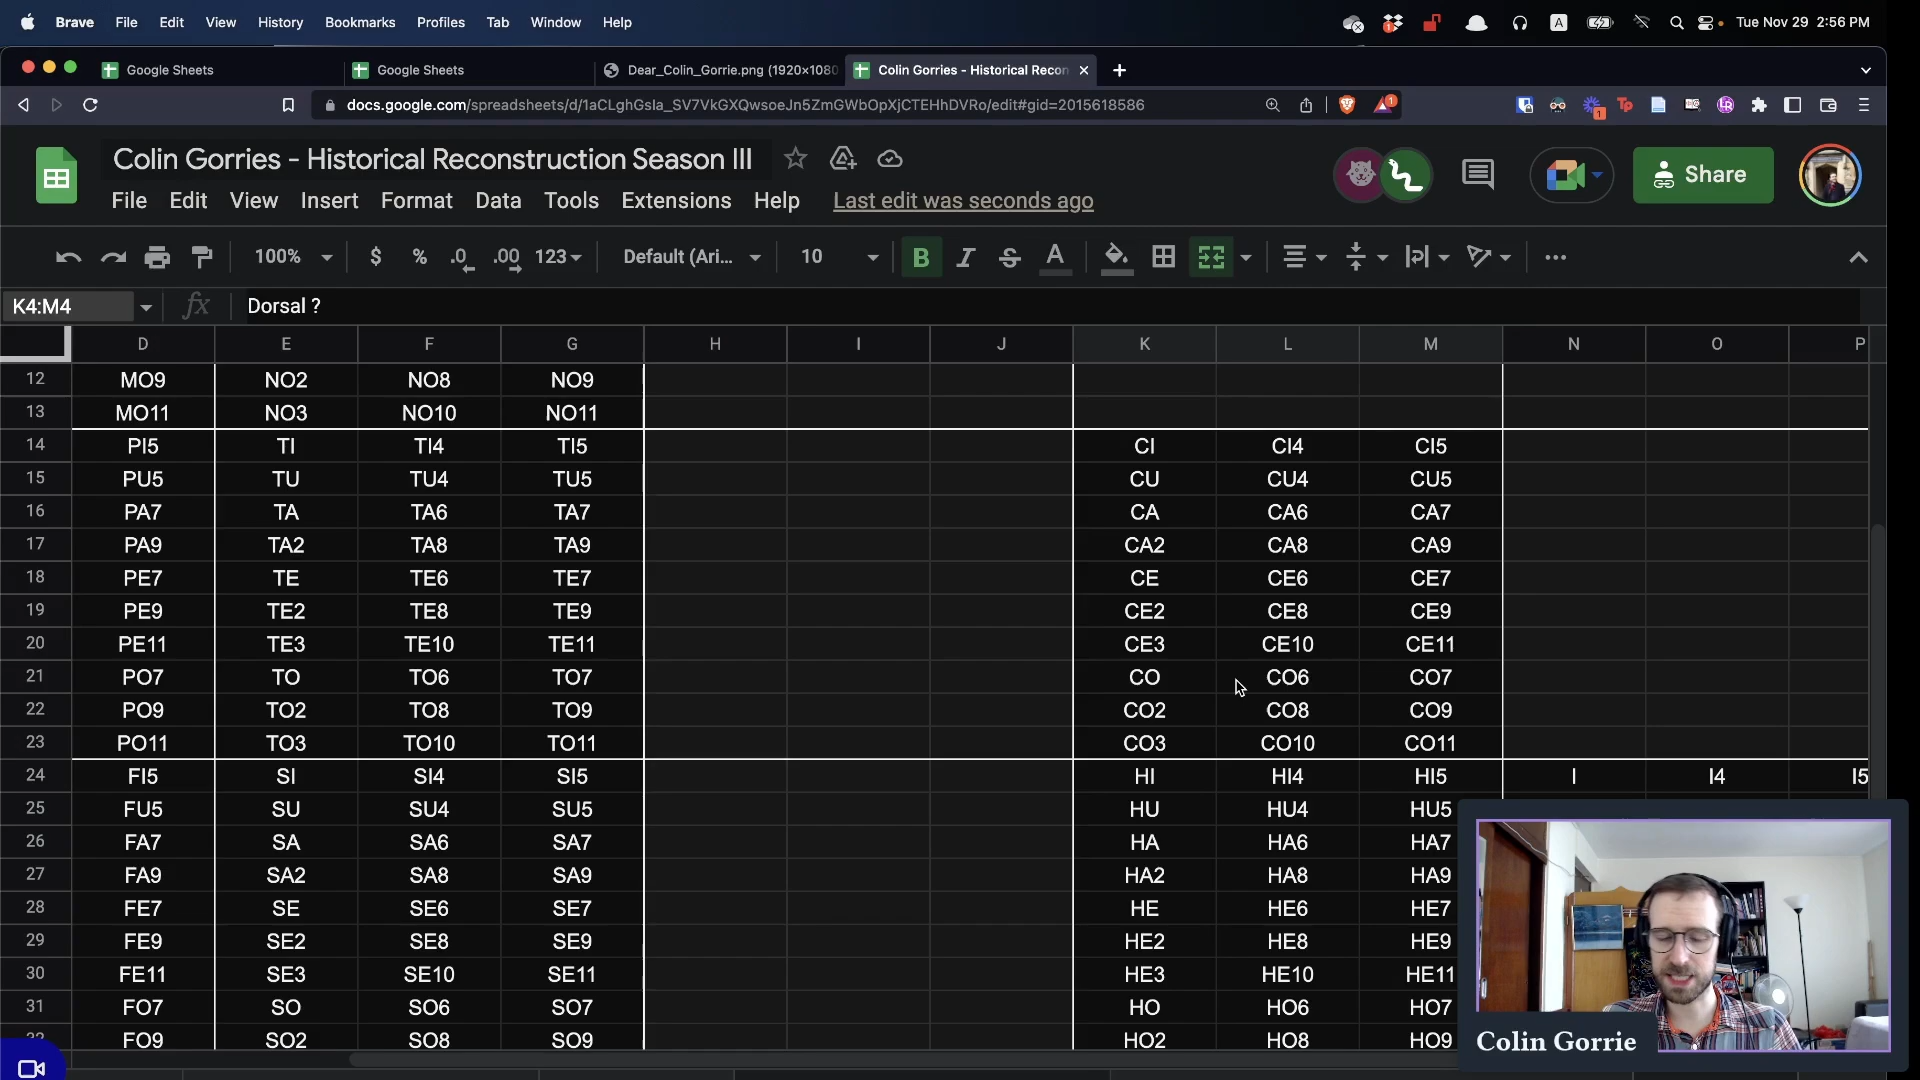 Brave File Edit View History Bookmarks Profiles Tab Window Help Tue Nov 29 2:56 PM
Google Sheets Google Sheets Dear_Colin_Gorrie.png (1920×1080 Colin Gorries - Historical Recon
docs.google.com/spreadsheets/d/1aCLghGsIa_SV7VkGXQwsoeJn5ZmGWbOpXjCTEHhDVRo/edit#gid=2015618586
Colin Gorries - Historical Reconstruction Season III
File Edit View Insert Format Data Tools Extensions Help Last edit was seconds ago
Share
100% $ % .0 .00 123 Default (Ari... 10 B I S A
K4:M4 fx Dorsal ?
D E F G H I J K L M N O P
12 MO9 NO2 NO8 NO9
13 MO11 NO3 NO10 NO11
14 PI5 TI TI4 TI5 CI CI4 CI5
15 PU5 TU TU4 TU5 CU CU4 CU5
16 PA7 TA TA6 TA7 CA CA6 CA7
17 PA9 TA2 TA8 TA9 CA2 CA8 CA9
18 PE7 TE TE6 TE7 CE CE6 CE7
19 PE9 TE2 TE8 TE9 CE2 CE8 CE9
20 PE11 TE3 TE10 TE11 CE3 CE10 CE11
21 PO7 TO TO6 TO7 CO CO6 CO7
22 PO9 TO2 TO8 TO9 CO2 CO8 CO9
23 PO11 TO3 TO10 TO11 CO3 CO10 CO11
24 FI5 SI SI4 SI5 HI HI4 HI5 I I4 I5
25 FU5 SU SU4 SU5 HU HU4 HU5
26 FA7 SA SA6 SA7 HA HA6 HA7
27 FA9 SA2 SA8 SA9 HA2 HA8 HA9
28 FE7 SE SE6 SE7 HE HE6 HE7
29 FE9 SE2 SE8 SE9 HE2 HE8 HE9
30 FE11 SE3 SE10 SE11 HE3 HE10 HE11
31 FO7 SO SO6 SO7 HO HO6 HO7
32 FO9 SO2 SO8 SO9 HO2 HO8 HO9
Colin Gorrie